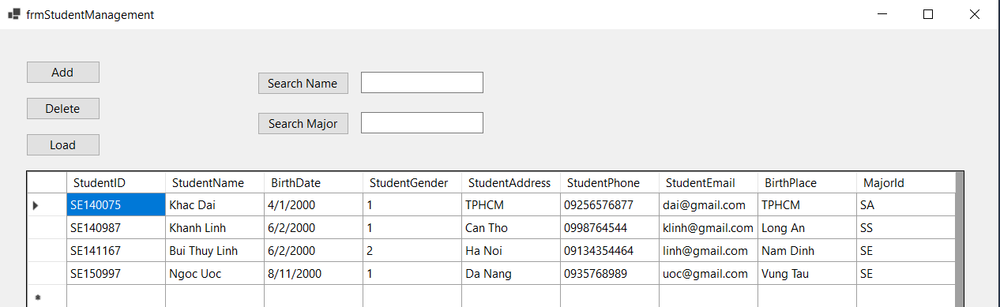 frmStudentManagement
Add
Search Name
Delete
Search Major
Load
StudentID StudentName BirthDate StudentGender StudentAddress StudentPhone StudentEmail BirthPlace MajorId
SE140075 Khac Dai 4/1/2000 1 TPHCM 09256576877 dai@gmail.com TPHCM SA
SE140987 Khanh Linh 6/2/2000 1 Can Tho 0998764544 klinh@gmail.com Long An SS
SE141167 Bui Thuy Linh 6/2/2000 2 Ha Noi 09134354464 linh@gmail.com Nam Dinh SE
SE150997 Ngoc Uoc 8/11/2000 1 Da Nang 0935768989 uoc@gmail.com Vung Tau SE